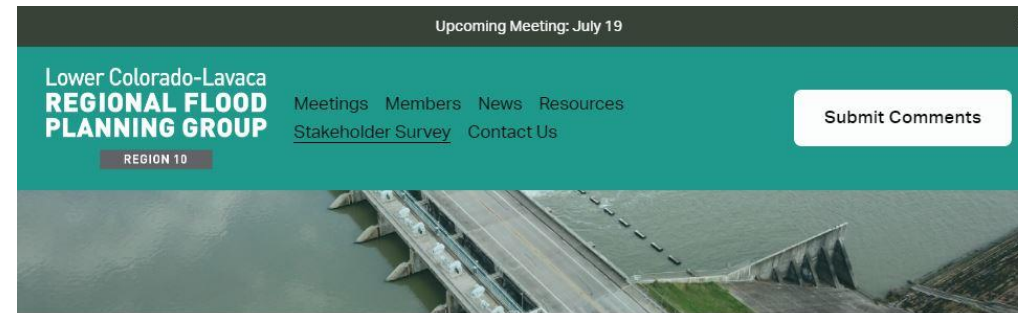 Upcoming Meeting: July 19
Lower Colorado-Lavaca
REGIONAL FLOOD
PLANNING GROUP
REGION 10
Meetings Members News Resources
Stakeholder Survey Contact Us
Submit Comments